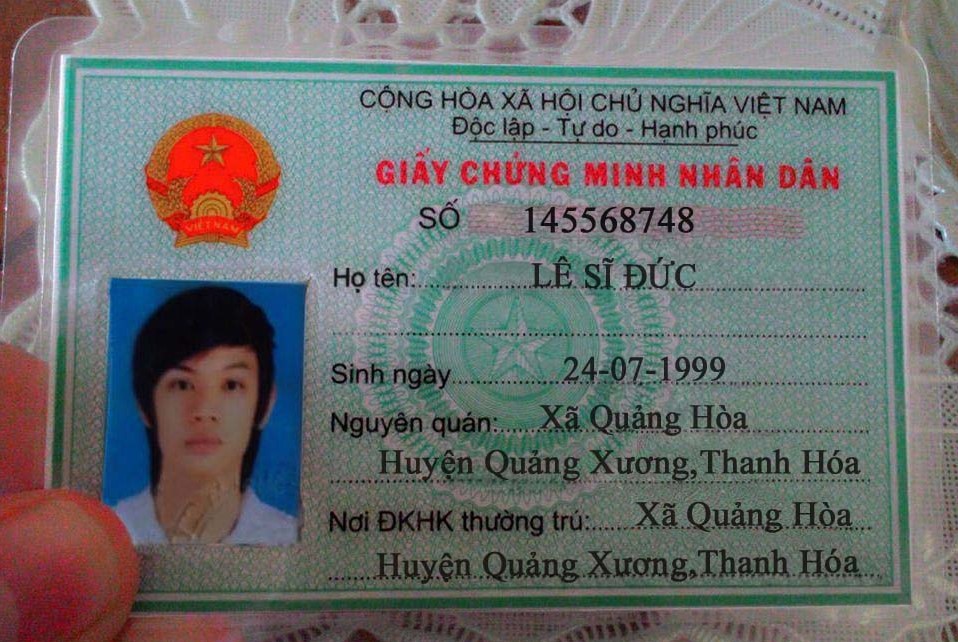 CỘNG HÒA XÃ HỘI CHỦ NGHĨA VIỆT NAM
Độc lập - Tự do - Hạnh phúc
GIẤY CHỨNG MINH NHÂN DÂN
SỐ 145568748
Họ tên: LÊ SĨ ĐỨC
Sinh ngày 24-07-1999
Nguyên quán: Xã Quảng Hòa
Huyện Quảng Xương,Thanh Hóa
Nơi ĐKHK thường trú: Xã Quảng Hòa
Huyện Quảng Xương,Thanh Hóa
VIỆT NAM